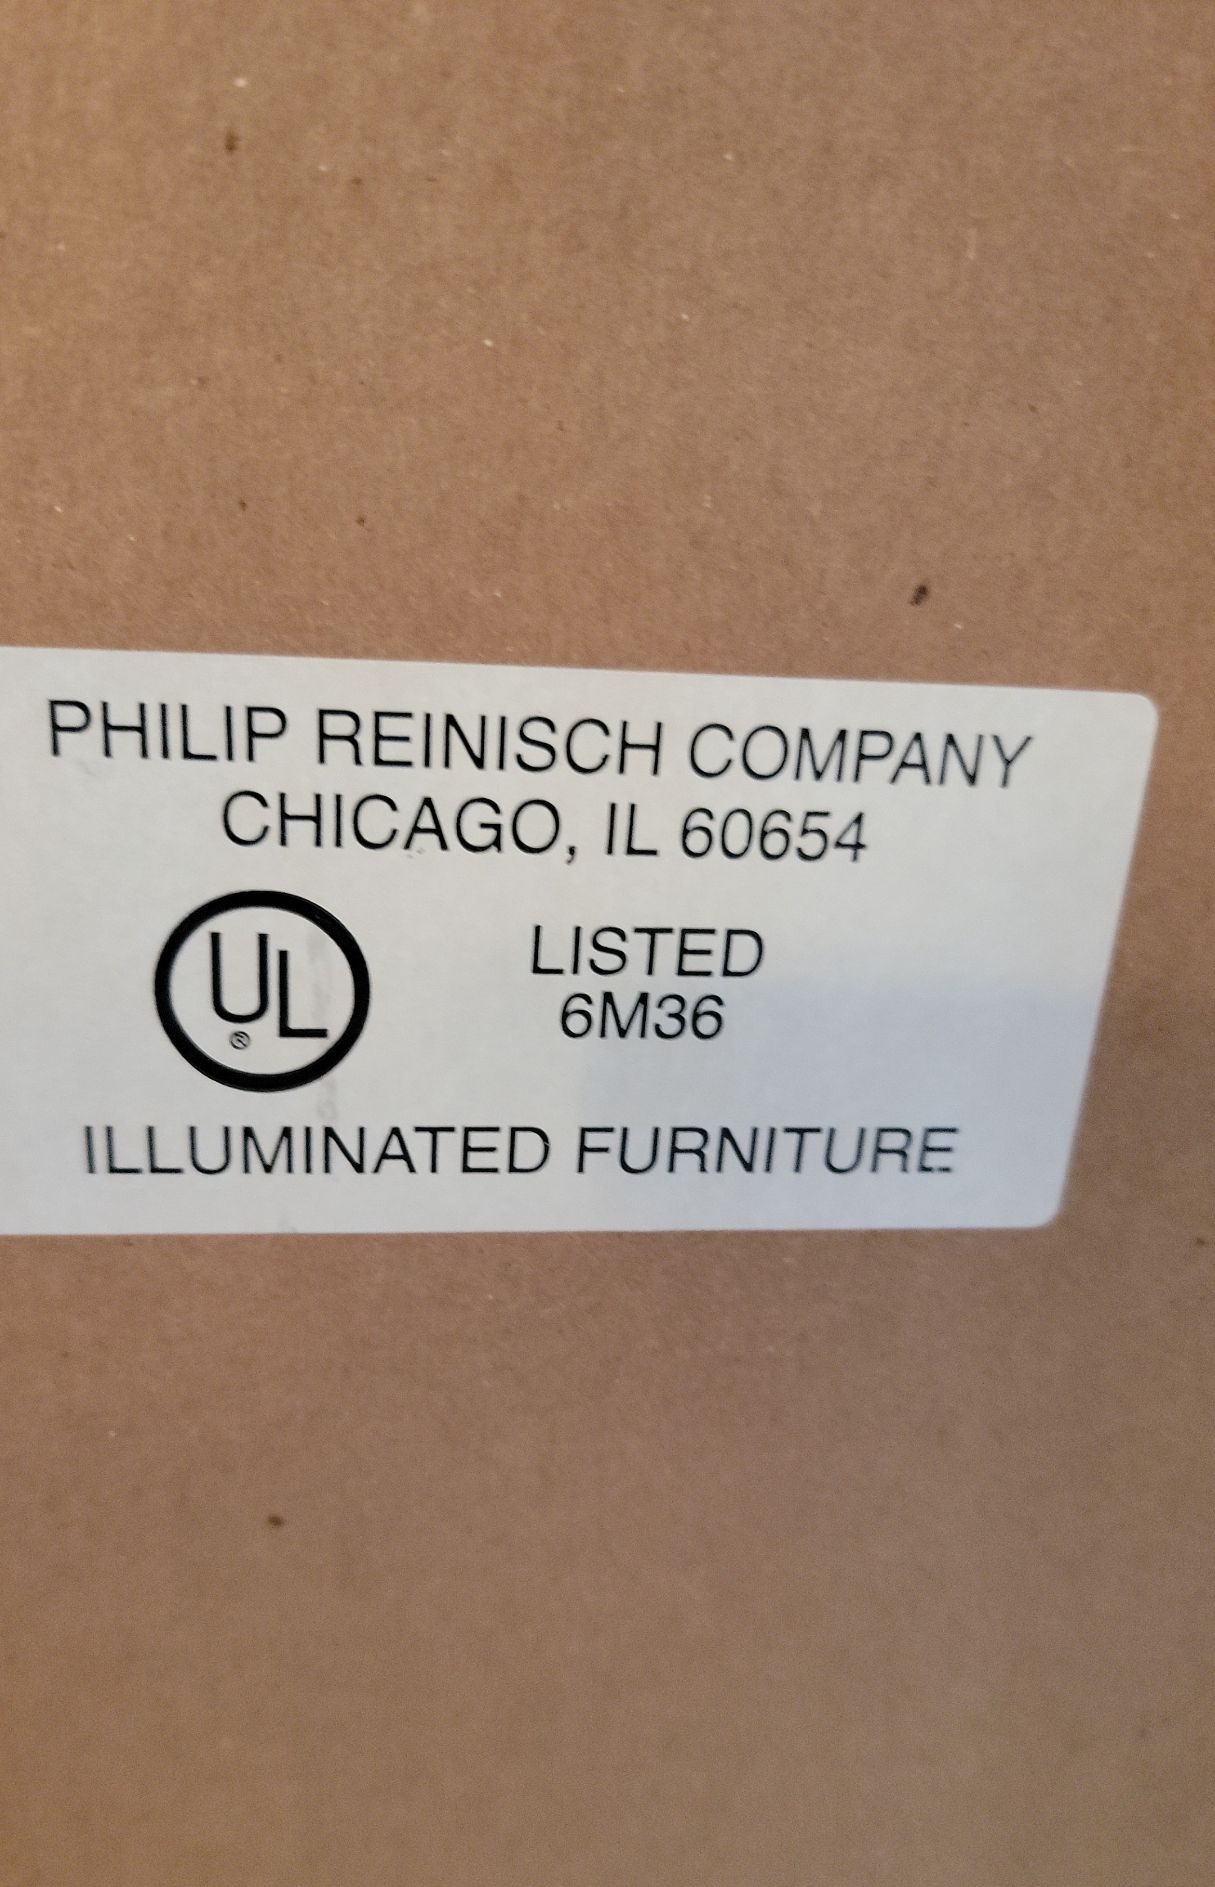 PHILIP REINISCH COMPANY
CHICAGO, IL 60654
UL ® LISTED
6M36
ILLUMINATED FURNITURE